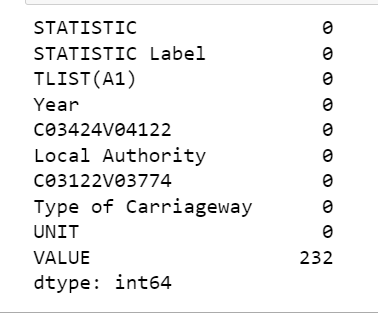 STATISTIC 0
STATISTIC Label 0
TLIST(A1) 0
Year 0
C03424V04122 0
Local Authority 0
C03122V03774 0
Type of Carriageway 0
UNIT 0
VALUE 232
dtype: int64